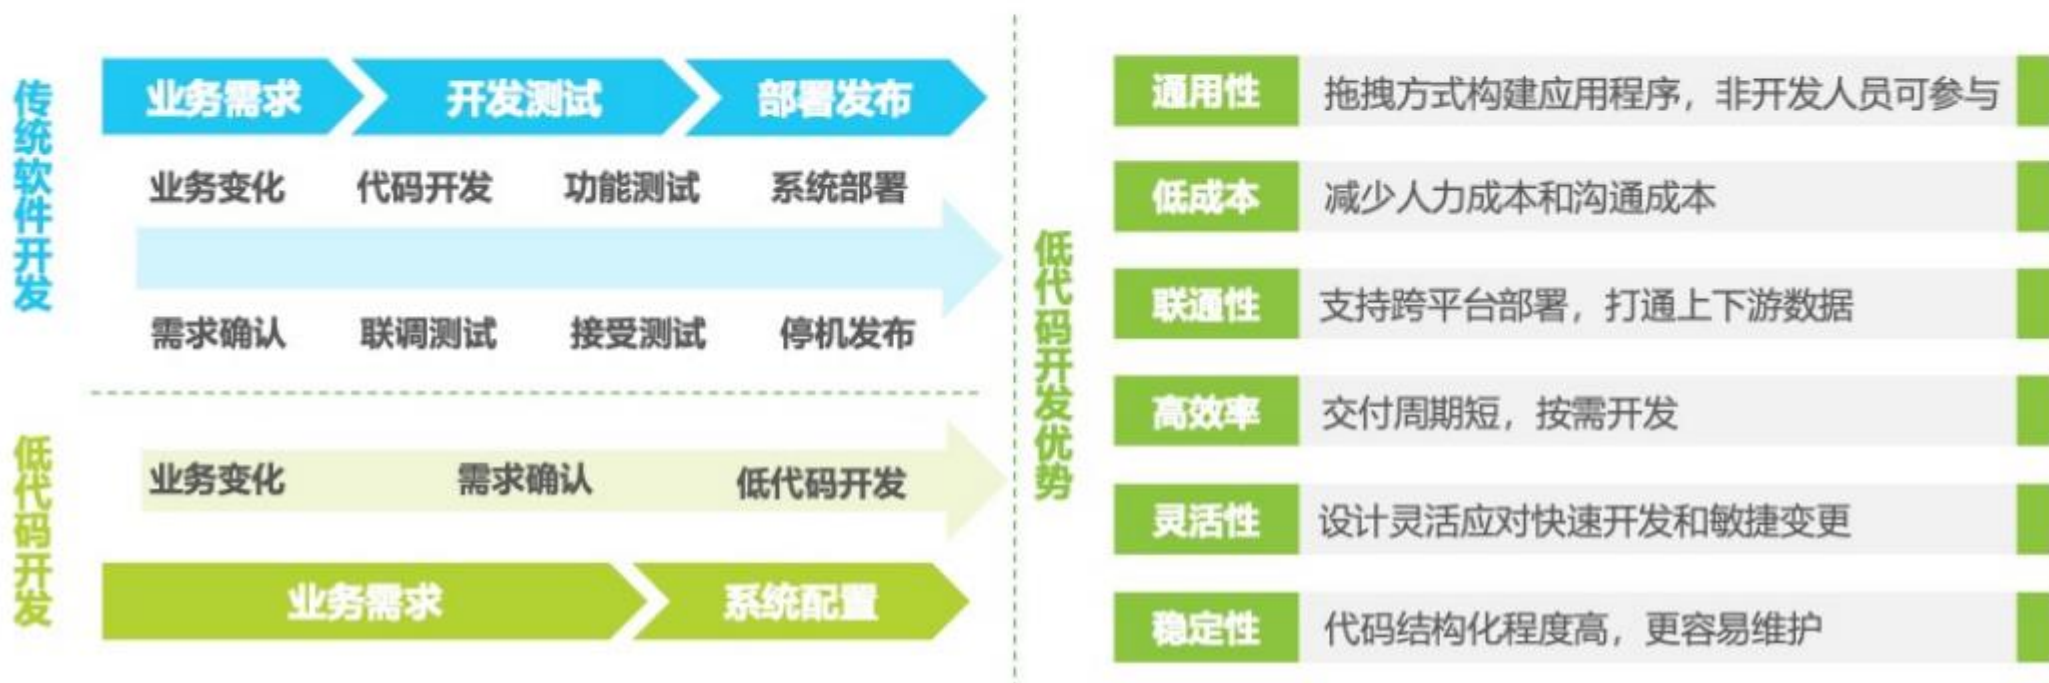 传统软件开发
业务需求 开发测试 部署发布
业务变化 代码开发 功能测试 系统部署
需求确认 联调测试 接受测试 停机发布
低代码开发
业务变化 需求确认 低代码开发
业务需求 系统配置
低代码开发优势
通用性 拖拽方式构建应用程序，非开发人员可参与
低成本 减少人力成本和沟通成本
联通性 支持跨平台部署，打通上下游数据
高效率 交付周期短，按需开发
灵活性 设计灵活应对快速开发和敏捷变更
稳定性 代码结构化程度高，更容易维护